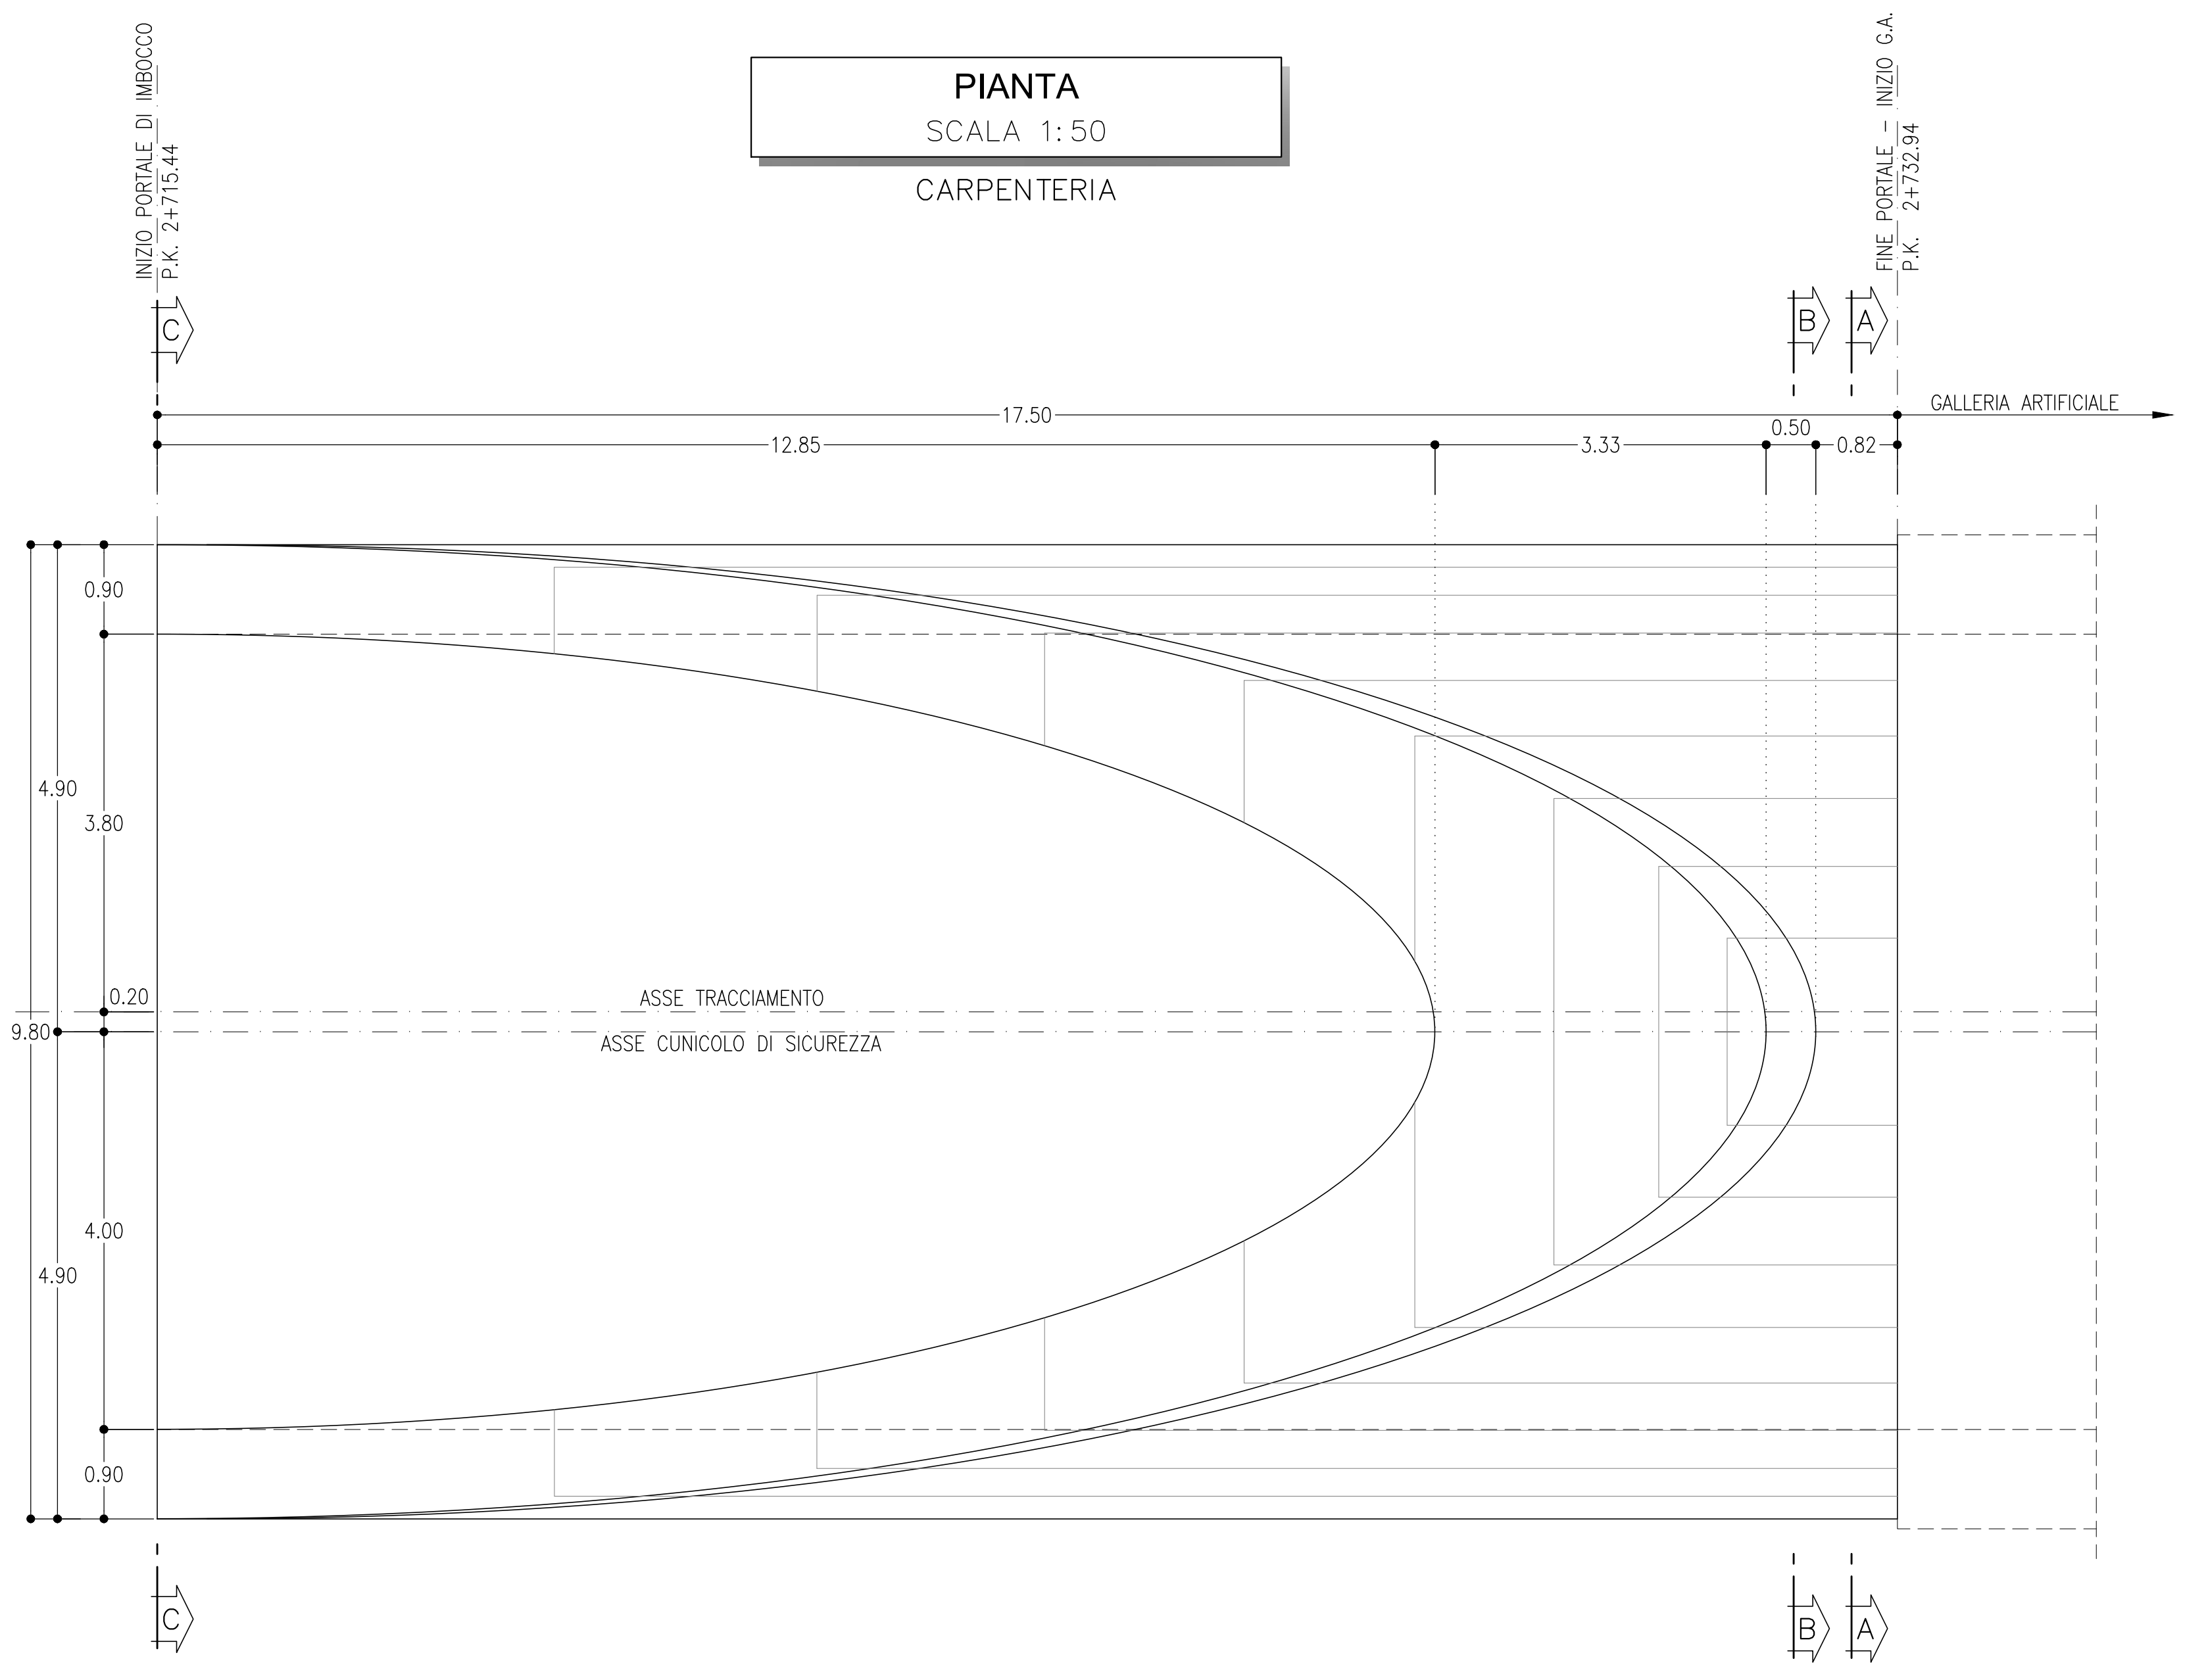 INIZIO PORTALE DI IMBOCCO
P.K. 2+715.44
PIANTA
SCALA 1:50
CARPENTERIA
FINE PORTALE - INIZIO G.A.
P.K. 2+732.94
C
B
A
17.50
GALLERIA ARTIFICIALE
12.85
3.33
0.50
0.82
0.90
4.90
3.80
0.20
9.80
ASSE TRACCIAMENTO
ASSE CUNICOLO DI SICUREZZA
4.00
4.90
0.90
C
B
A